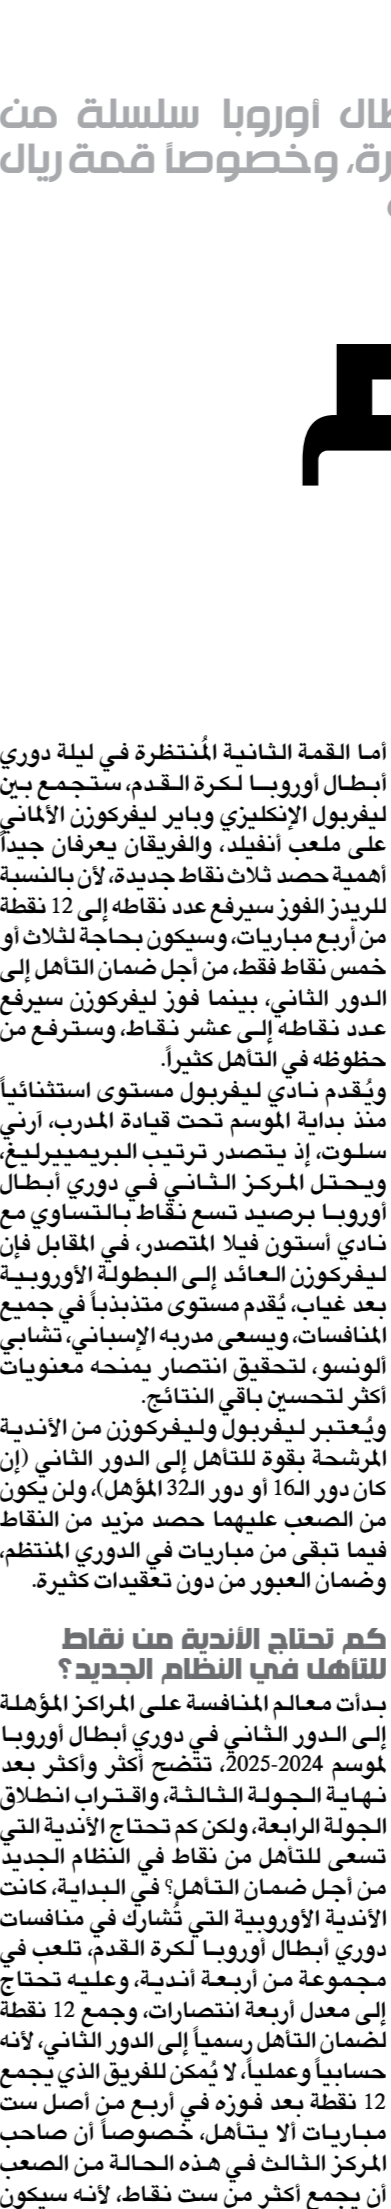 طال أوروبا سلسلة من
رة، وخصوصاً قمة ريال
م
أما القمة الثانية المُنتظرة في ليلة دوري
أبطال أوروبا لكرة القدم، ستجمع بين
ليفربول الإنكليزي وباير ليفركوزن الألماني
على ملعب أنفيلد، والفريقان يعرفان جيداً
أهمية حصد ثلاث نقاط جديدة، لأن بالنسبة
للريدز الفوز سيرفع عدد نقاطه إلى 12 نقطة
من أربع مباريات، وسيكون بحاجة لثلاث أو
خمس نقاط فقط، من أجل ضمان التأهل إلى
الدور الثاني، بينما فوز ليفركوزن سيرفع
عدد نقاطه إلى عشر نقاط، وسترفع من
حظوظه في التأهل كثيراً.
ويُقدم نادي ليفربول مستوى استثنائياً
منذ بداية الموسم تحت قيادة المدرب، آرني
سلوت، إذ يتصدر ترتيب البريمييرليغ،
ويحتل المركز الثاني في دوري أبطال
أوروبا برصيد تسع نقاط بالتساوي مع
نادي أستون فيلا المتصدر، في المقابل فإن
ليفركوزن العائد إلى البطولة الأوروبية
بعد غياب، يُقدم مستوى متذبذباً في جميع
المنافسات، ويسعى مدربه الإسباني، تشابي
ألونسو، لتحقيق انتصار يمنحه معنويات
أكثر لتحسين باقي النتائج.
ويُعتبر ليفربول وليفركوزن من الأندية
المرشحة بقوة للتأهل إلى الدور الثاني (إن
كان دور الـ16 أو دور الـ32 المؤهل)، ولن يكون
من الصعب عليهما حصد مزيد من النقاط
فيما تبقى من مباريات في الدوري المنتظم،
وضمان العبور من دون تعقيدات كثيرة.
كم تحتاج الأندية من نقاط
للتأهل في النظام الجديد؟
بدأت معالم المنافسة على المراكز المؤهلة
إلى الدور الثاني في دوري أبطال أوروبا
لموسم 2024-2025، تتضح أكثر وأكثر بعد
نهاية الجولة الثالثة، واقتراب انطلاق
الجولة الرابعة، ولكن كم تحتاج الأندية التي
تسعى للتأهل من نقاط في النظام الجديد
من أجل ضمان التأهل؟ في البداية، كانت
الأندية الأوروبية التي تُشارك في منافسات
دوري أبطال أوروبا لكرة القدم، تلعب في
مجموعة من أربعة أندية، وعليه تحتاج
إلى معدل أربعة انتصارات، وجمع 12 نقطة
لضمان التأهل رسمياً إلى الدور الثاني، لأنه
حسابياً وعملياً، لا يُمكن للفريق الذي يجمع
12 نقطة بعد فوزه في أربع من أصل ست
مباريات ألا يتأهل، خصوصاً أن صاحب
المركز الثالث في هذه الحالة من الصعب
أن يجمع أكثر من ست نقاط، لأنه سيكون